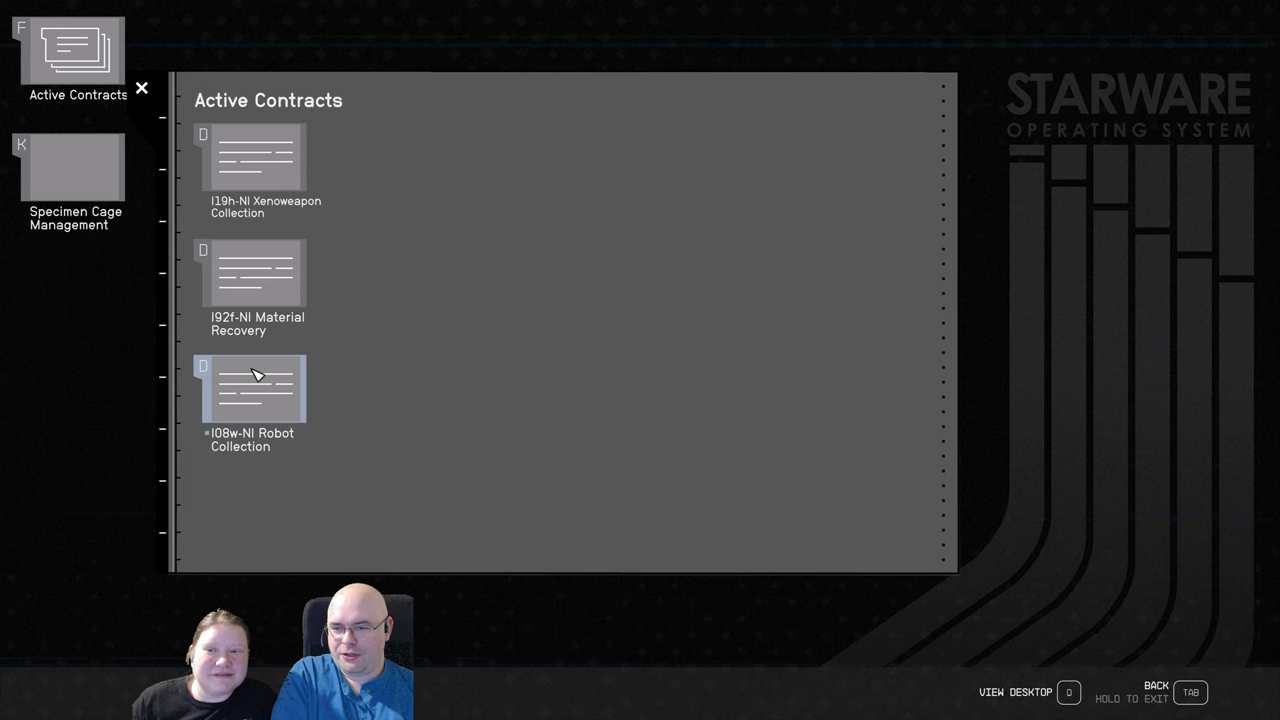 F
Active Contracts
K
Specimen Cage
Management
Active Contracts
D
I19h-NI Xenoweapon
Collection
D
I92f-NI Material
Recovery
D
I08w-NI Robot
Collection
STARWARE
OPERATING SYSTEM
VIEW DESKTOP Q
BACK
HOLD TO EXIT TAB